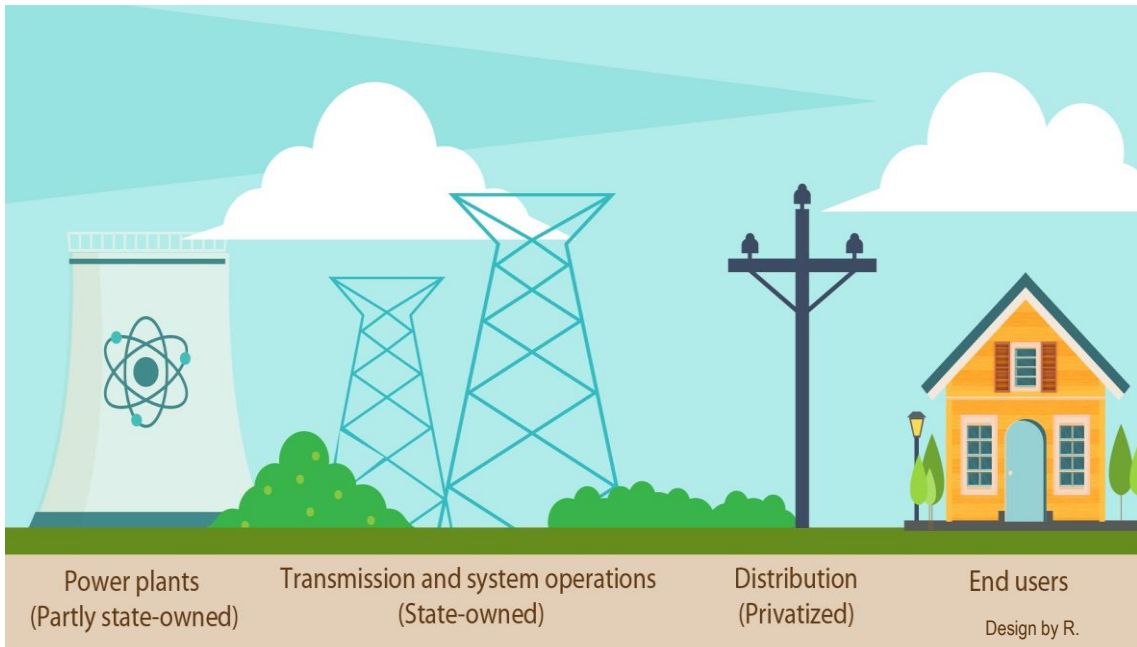 Power plants
(Partly state-owned)
Transmission and system operations
(State-owned)
Distribution
(Privatized)
End users
Design by R.